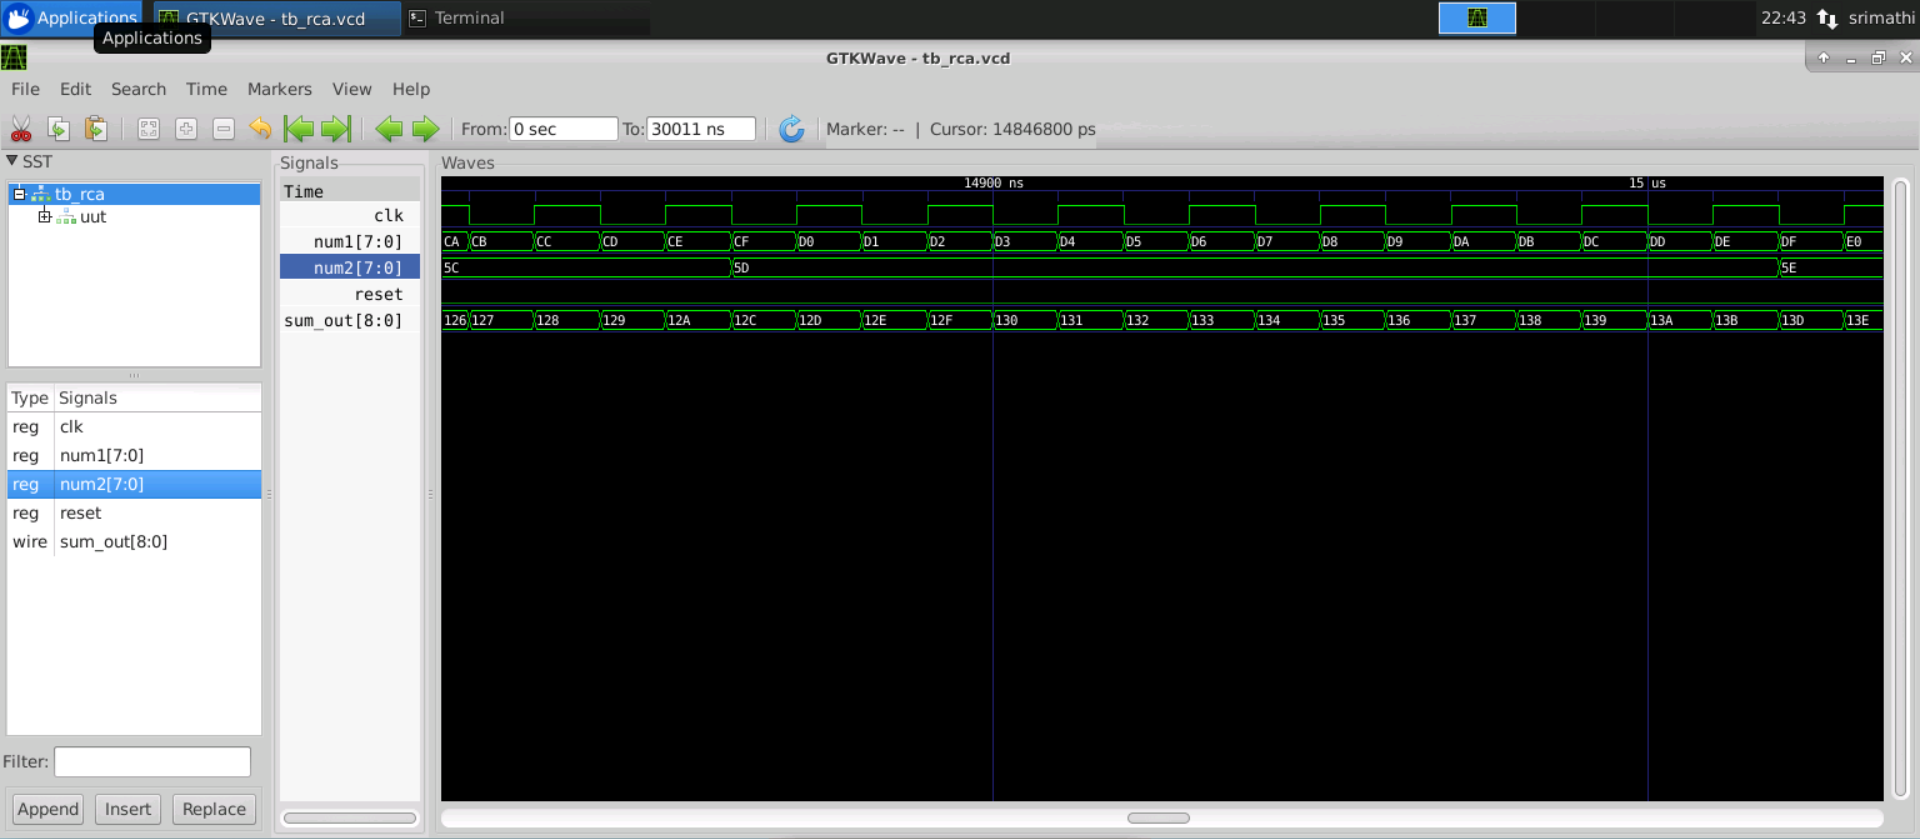 Applications GTKWave - tb_rca.vcd Terminal 22:43 srimathi
Applications
GTKWave - tb_rca.vcd
File Edit Search Time Markers View Help
From: 0 sec To: 30011 ns Marker: -- | Cursor: 14846800 ps
SST
tb_rca
uut
Type Signals
reg clk
reg num1[7:0]
reg num2[7:0]
reg reset
wire sum_out[8:0]
Filter:
Append Insert Replace
Signals
Time
clk
num1[7:0]
num2[7:0]
reset
sum_out[8:0]
Waves
14900 ns 15 us
CA CB CC CD CE CF D0 D1 D2 D3 D4 D5 D6 D7 D8 D9 DA DB DC DD DE DF E0
5C 5D 5E
126 127 128 129 12A 12C 12D 12E 12F 130 131 132 133 134 135 136 137 138 139 13A 13B 13D 13E